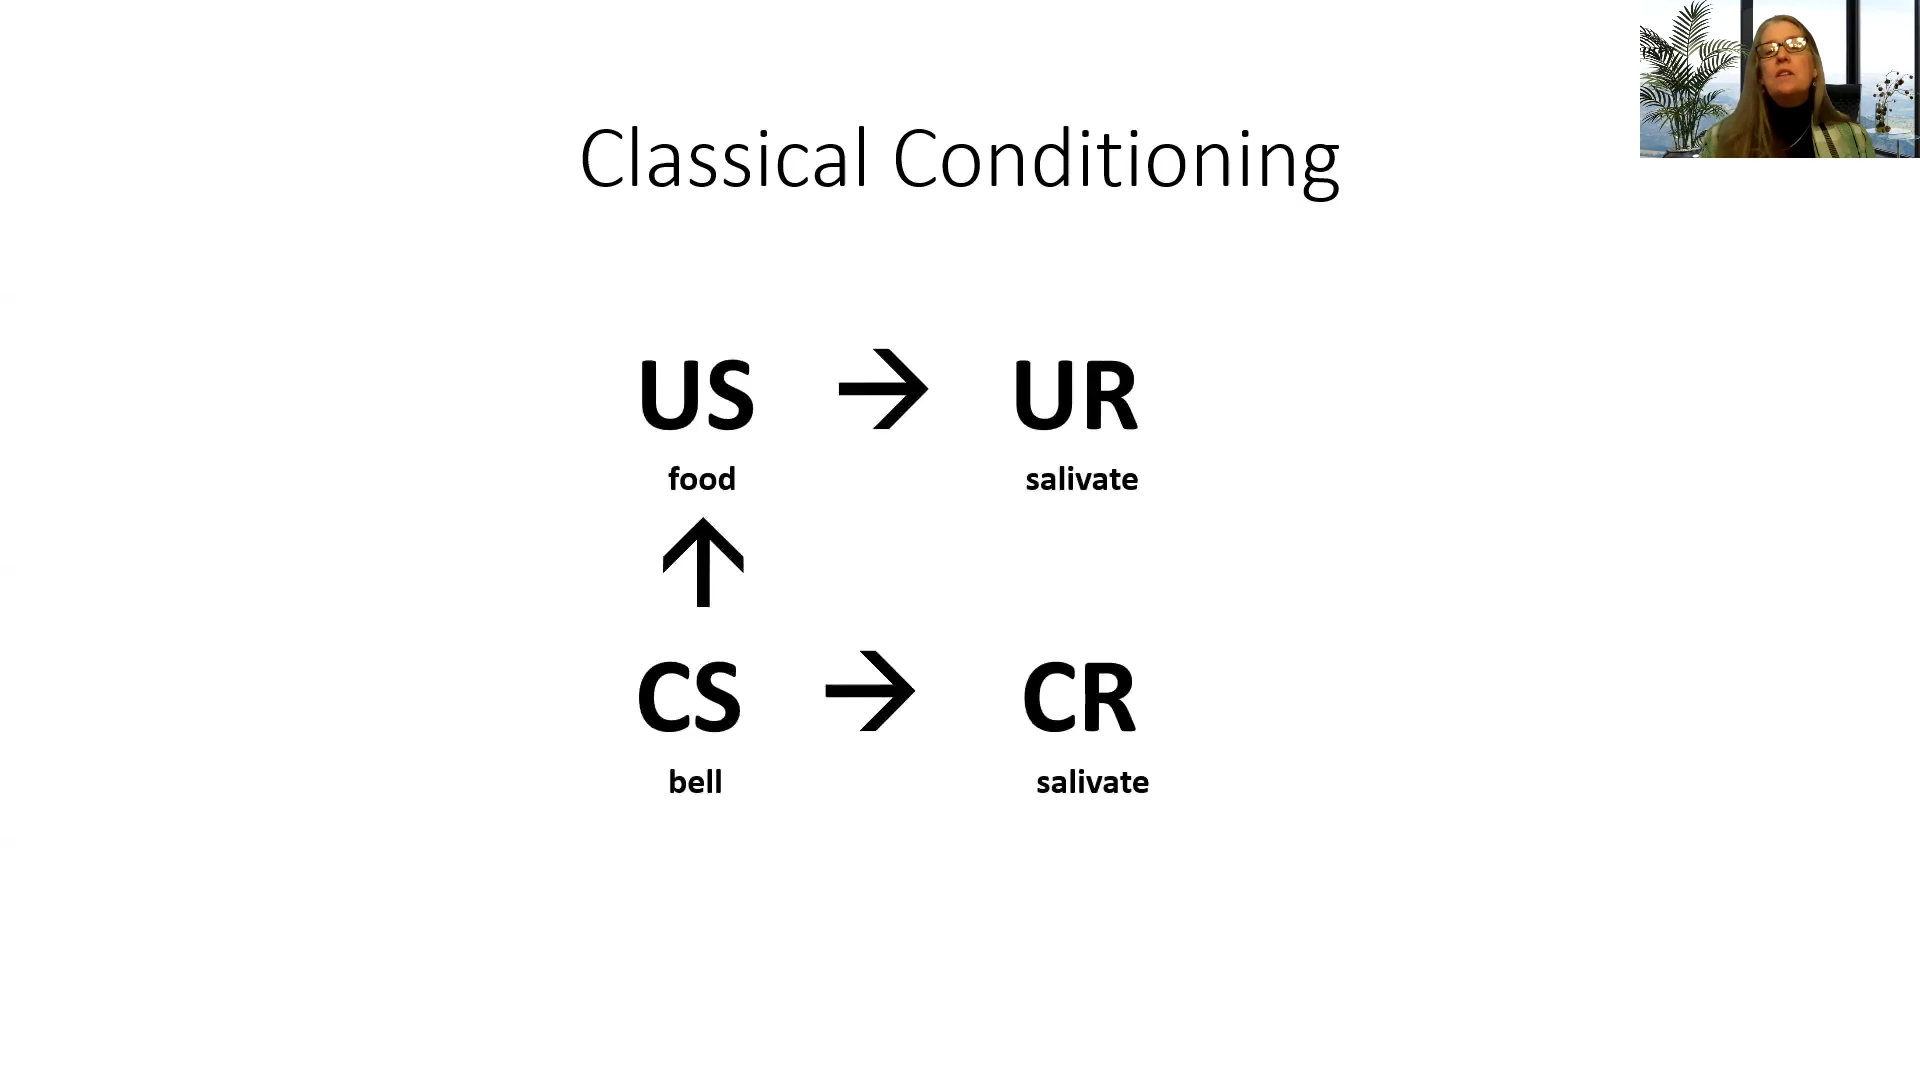 Classical Conditioning
US → UR
food salivate
↑
CS → CR
bell salivate